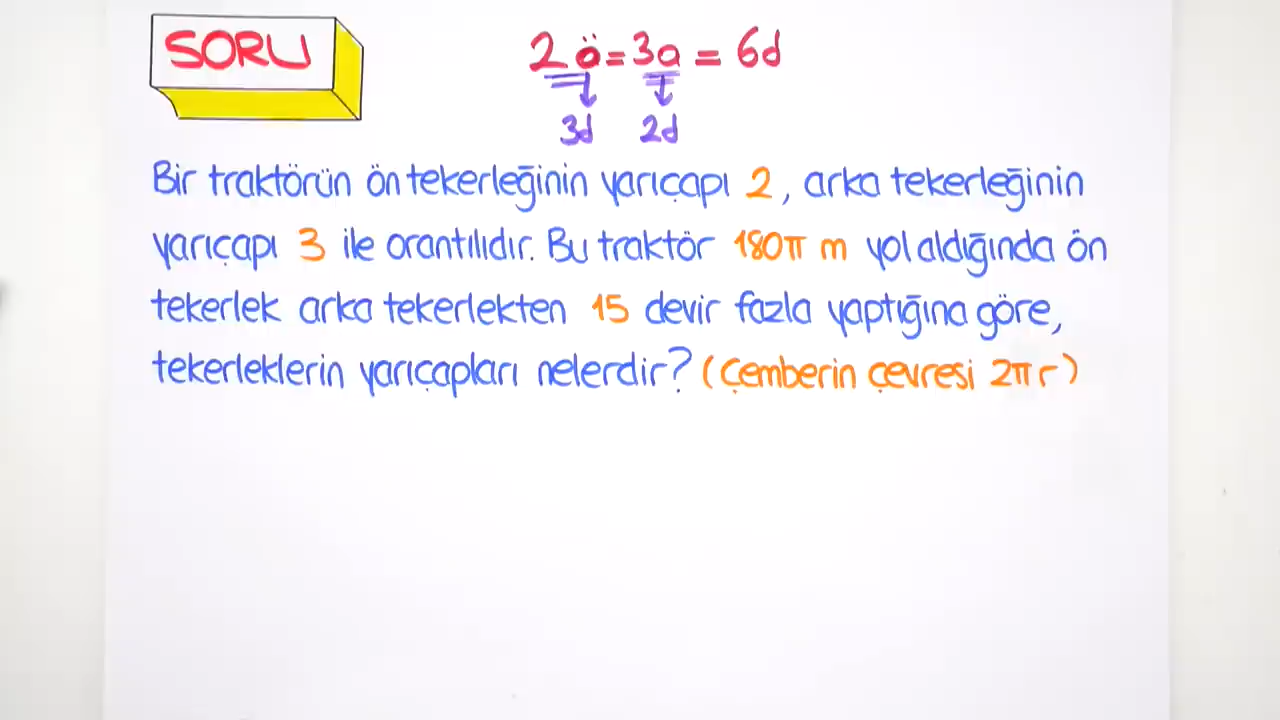 SORU
2ö = 3a = 6d
3d 2d
Bir traktörün ön tekerleğinin yarıçapı 2, arka tekerleğinin
yarıçapı 3 ile orantılıdır. Bu traktör 180π m yol aldığında ön
tekerlek arka tekerlekten 15 devir fazla yaptığına göre,
tekerleklerin yarıçapları nelerdir? (Çemberin çevresi 2πr)